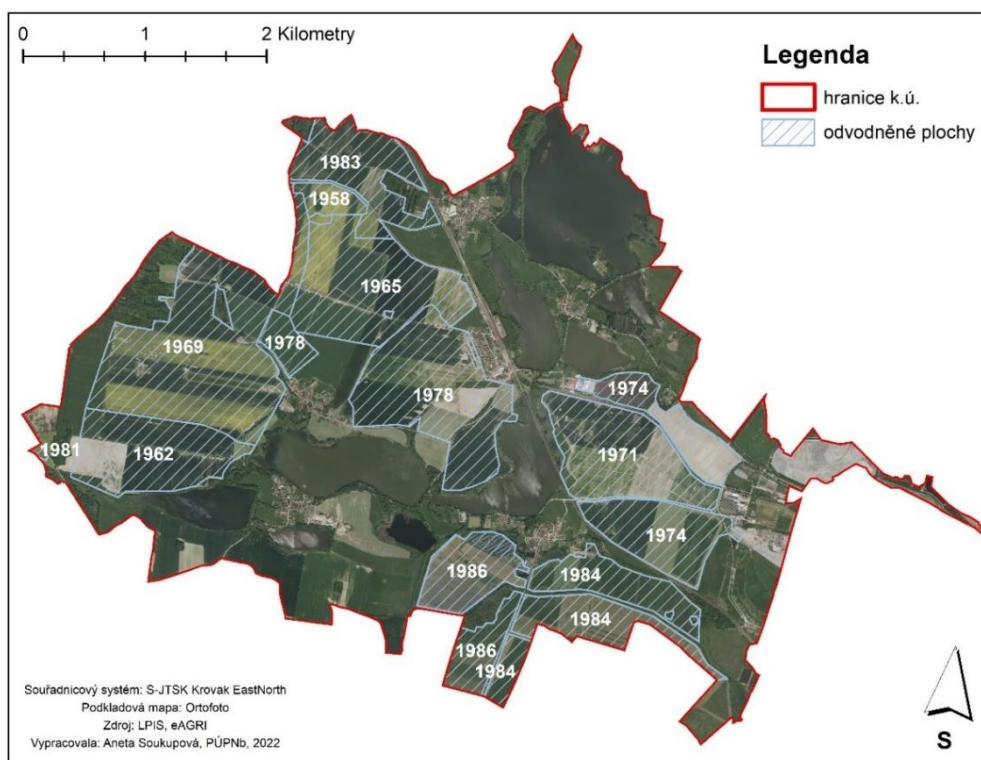 0 1 2 Kilometry
Legenda
hranice k.ú.
odvodněné plochy
1983
1958
1965
1969
1978
1978
1974
1981
1962
1971
1974
1986
1984
1984
1986
1984
Souřadnicový systém: S-JTSK Krovak EastNorth
Podkladová mapa: Ortofoto
Zdroj: LPIS, eAGRI
Vypracovala: Aneta Soukupová, PÚPNb, 2022
S